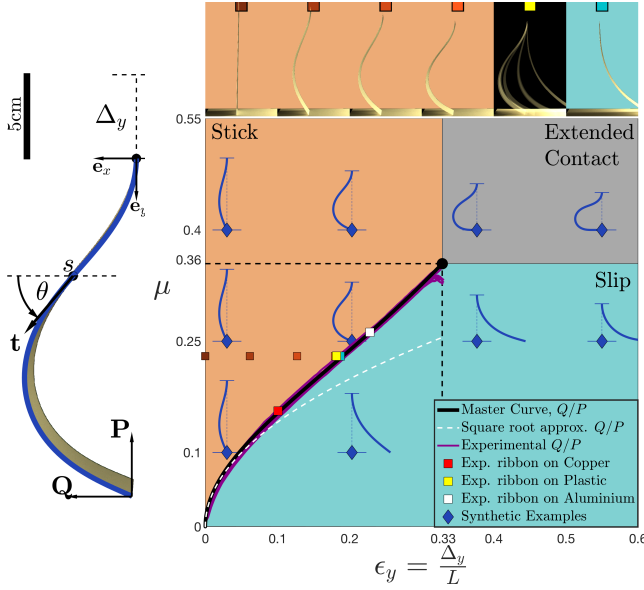 5cm
Δy
ex
ey
s
θ
t
P
Q
0.55
Stick
Extended
Contact
0.4
0.36
μ
Slip
0.25
0.1
0
Master Curve, Q/P
Square root approx. Q/P
Experimental Q/P
Exp. ribbon on Copper
Exp. ribbon on Plastic
Exp. ribbon on Aluminium
Synthetic Examples
0 0.1 0.2 0.33 0.4 0.5 0.6
ϵy = Δy/L